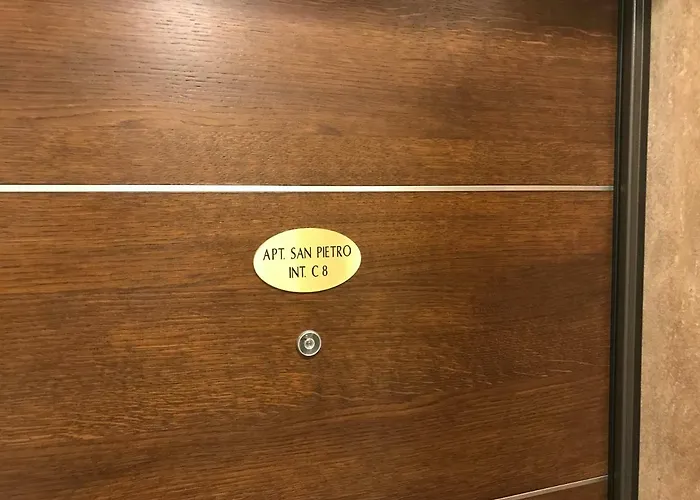 APT. SAN PIETRO
INT. C 8